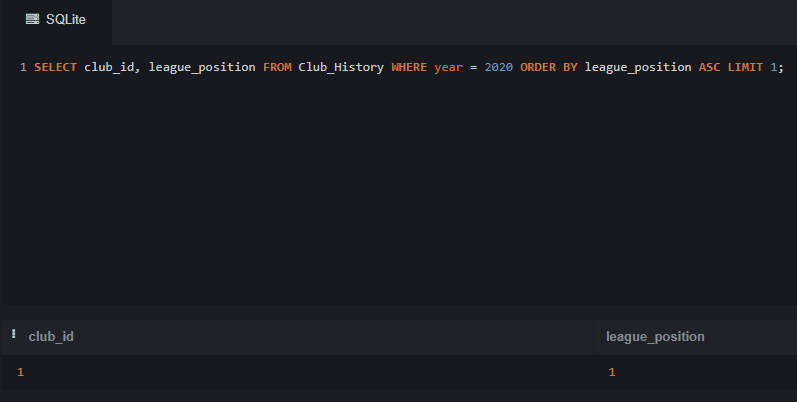 SQLite
1 SELECT club_id, league_position FROM Club_History WHERE year = 2020 ORDER BY league_position ASC LIMIT 1;
club_id league_position
1 1